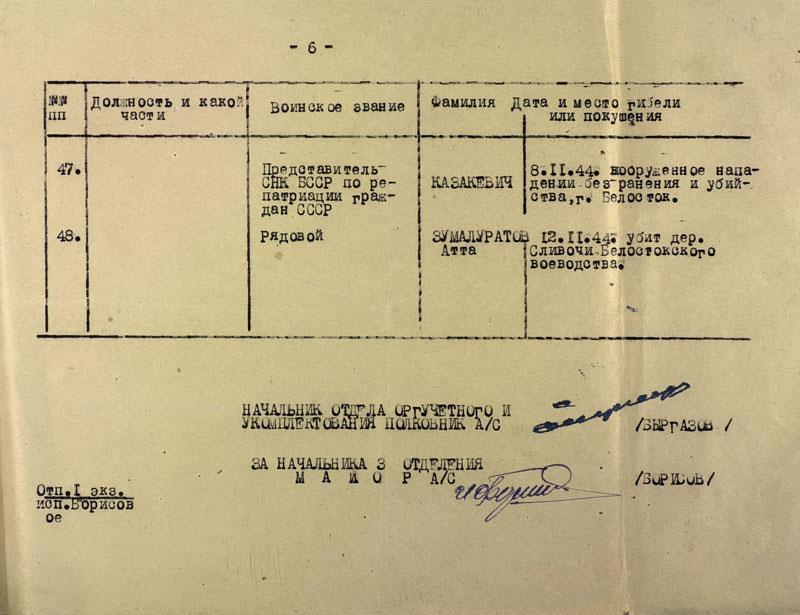 - 6 -
№№ пп
Должность и какой части
Воинское звание
Фамилия
Дата и место гибели или покушения
47.
Представитель
СНК БССР по ре-
патриации граж-
дан СССР
КАЗАКЕВИЧ
8.II.44. вооруженное напа-
дении без ранения и убий-
ства, г. Белосток.
48.
рядовой
ЗУМАЛУРАТОВ
Атта
12.II.44. убит дер.
Сливочи Белостокского
воеводства.
НАЧАЛЬНИК ОТДЕЛА ОРГУЧЕТНОГО И
УКОМПЛЕКТОВАНИЯ ПОЛКОВНИК А/С
/БЫРГАЗОВ /
ЗА НАЧАЛЬНИКА 3 ОТДЕЛЕНИЯ
М А Й О Р А/С
/БОРИСОВ/
Отп.I экз.
исп.Борисов
ое